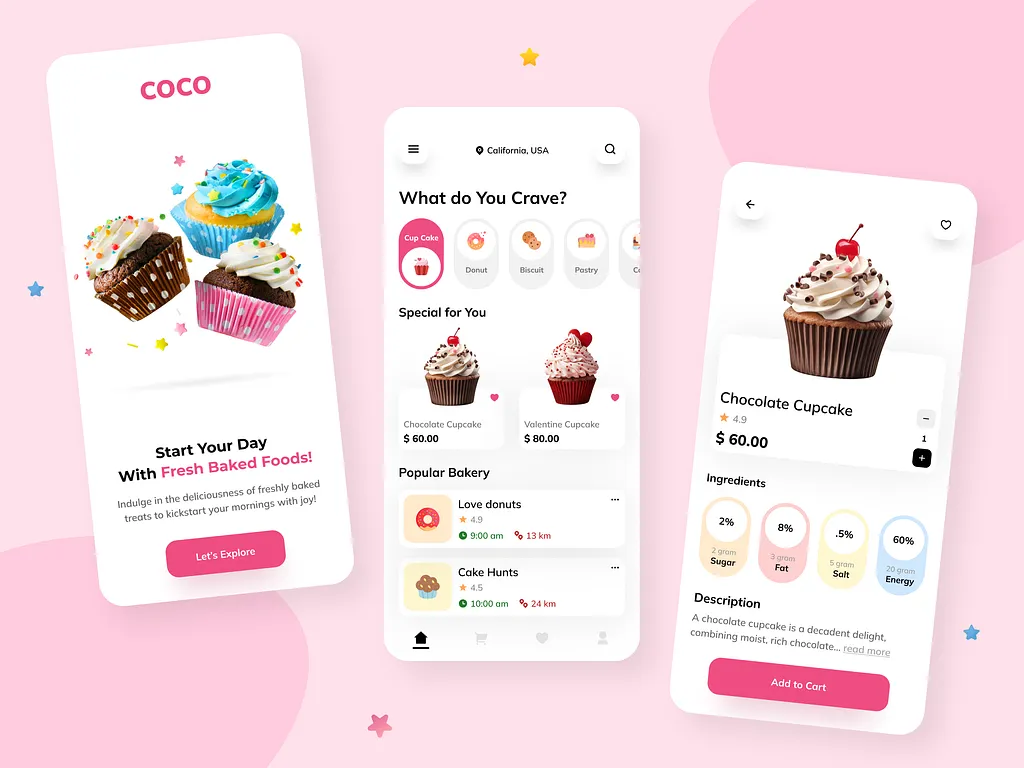 COCO
Start Your Day
With Fresh Baked Foods!
Indulge in the deliciousness of freshly baked
treats to kickstart your mornings with joy!
Let's Explore
California, USA
What do You Crave?
Cup Cake
Donut
Biscuit
Pastry
Special for You
Chocolate Cupcake
$ 60.00
Valentine Cupcake
$ 80.00
Popular Bakery
Love donuts
4.9
9:00 am 13 km
Cake Hunts
4.5
10:00 am 24 km
Chocolate Cupcake
4.9
$ 60.00
1
Ingredients
2%
2 gram
Sugar
8%
3 gram
Fat
.5%
5 gram
Salt
60%
20 gram
Energy
Description
A chocolate cupcake is a decadent delight,
combining moist, rich chocolate... read more
Add to Cart